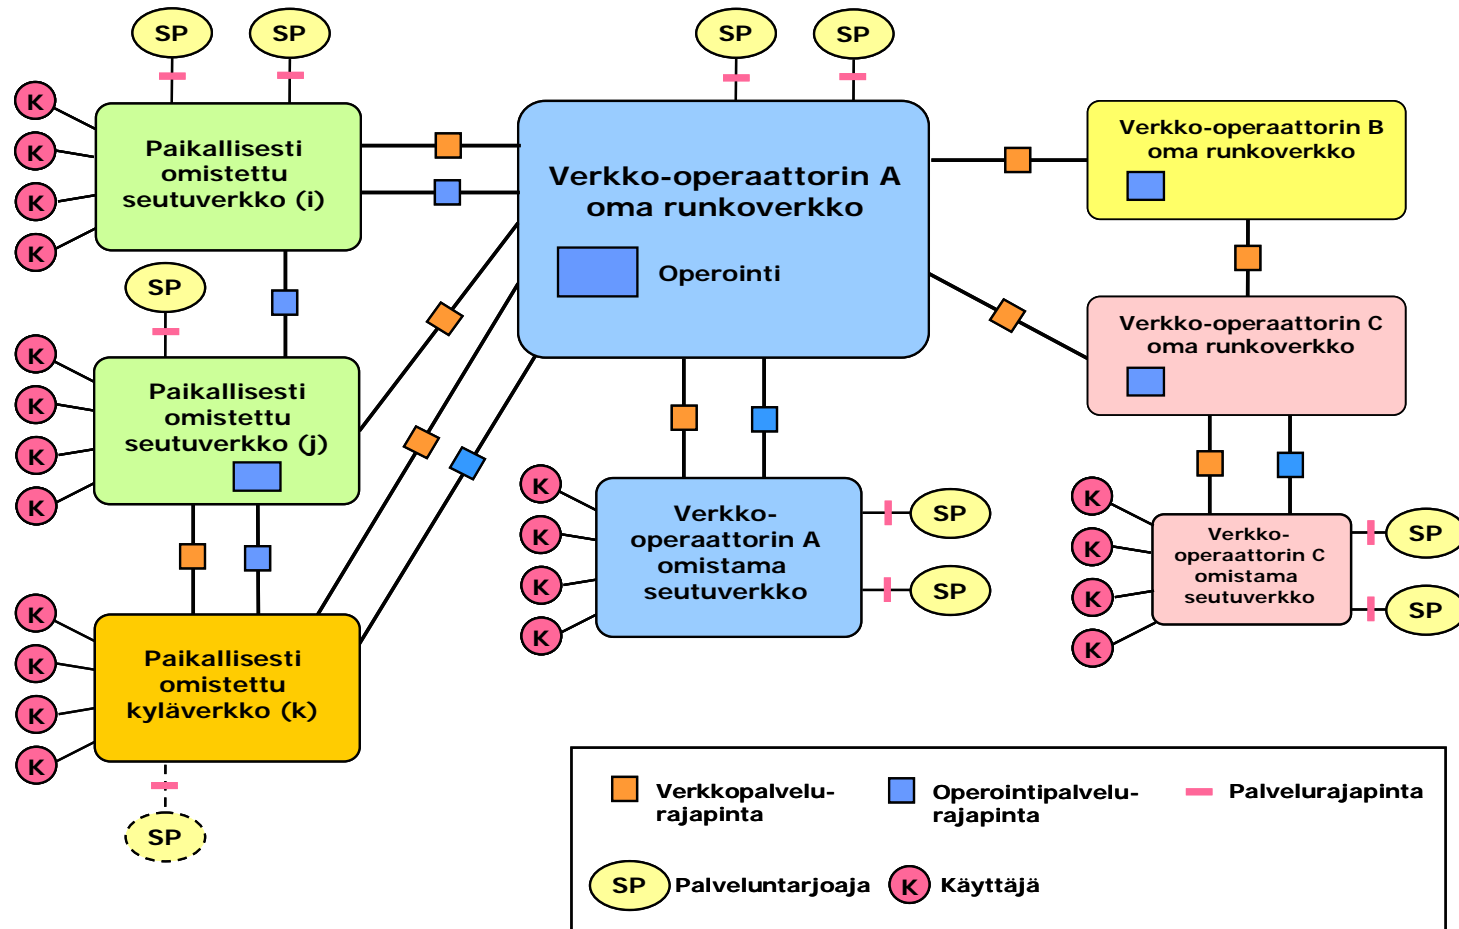 SP
SP
SP
SP
K
K
K
K
Paikallisesti
omistettu
seutuverkko (i)
Verkko-operaattorin A
oma runkoverkko
Operointi
Verkko-operaattorin B
oma runkoverkko
SP
Verkko-operaattorin C
oma runkoverkko
K
K
K
K
Paikallisesti
omistettu
seutuverkko (j)
K
K
K
K
Verkko-
operaattorin A
omistama
seutuverkko
SP
SP
K
K
K
K
Verkko-
operaattorin C
omistama
seutuverkko
SP
SP
K
K
K
K
Paikallisesti
omistettu
kyläverkko (k)
SP
Verkkopalvelu-
rajapinta
Operointipalvelu-
rajapinta
Palvelurajapinta
SP Palveluntarjoaja
K Käyttäjä